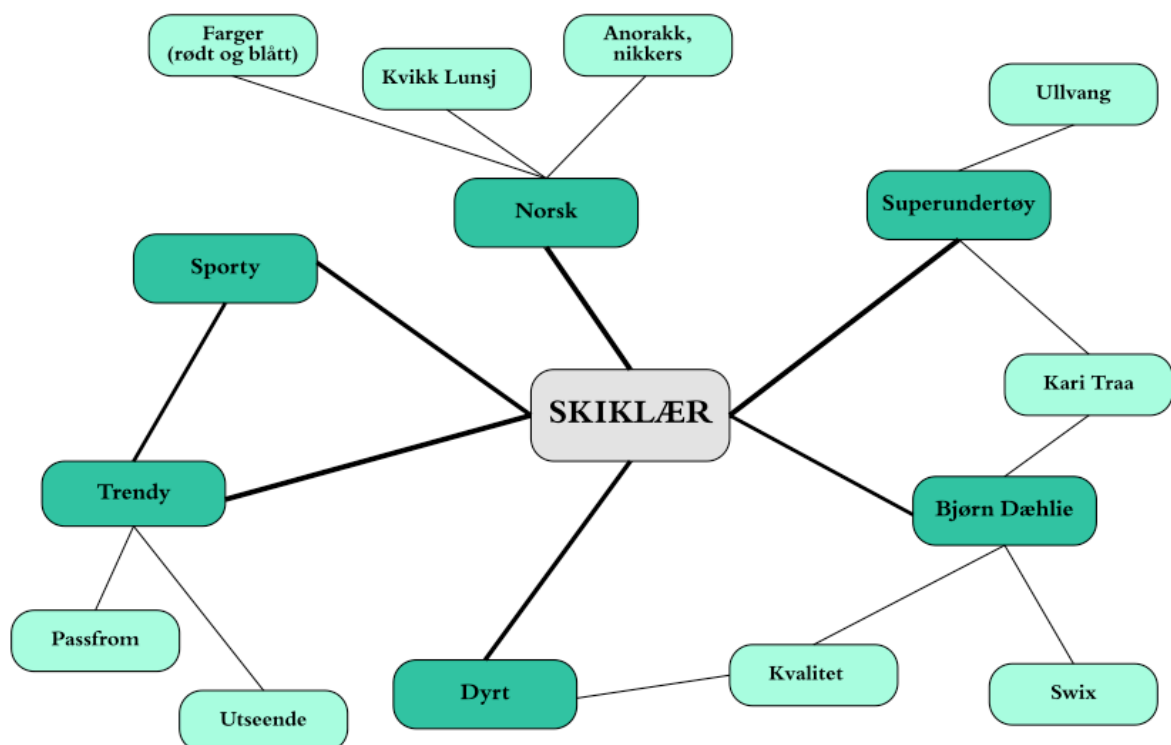 Farger
(rødt og blått)
Kvikk Lunsj
Anorakk,
nikkers
Ullvang
Norsk
Superundertøy
Sporty
SKIKLÆR
Kari Traa
Trendy
Bjørn Dæhlie
Passfrom
Utseende
Dyrt
Kvalitet
Swix